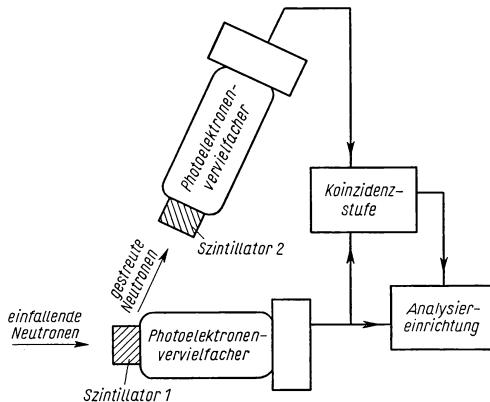 Photoelektronen-
vervielfacher
Koinzidenz-
stufe
Szintillator 2
gestreute
Neutronen
einfallende
Neutronen
Photoelektronen-
vervielfacher
Analysier-
einrichtung
Szintillator 1